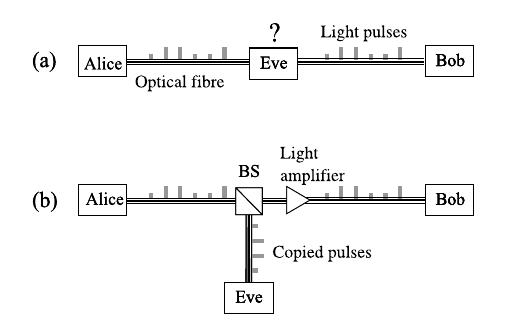 ?
Light pulses
(a)
Alice
Eve
Bob
Optical fibre
Light
amplifier
BS
(b)
Alice
Bob
Copied pulses
Eve